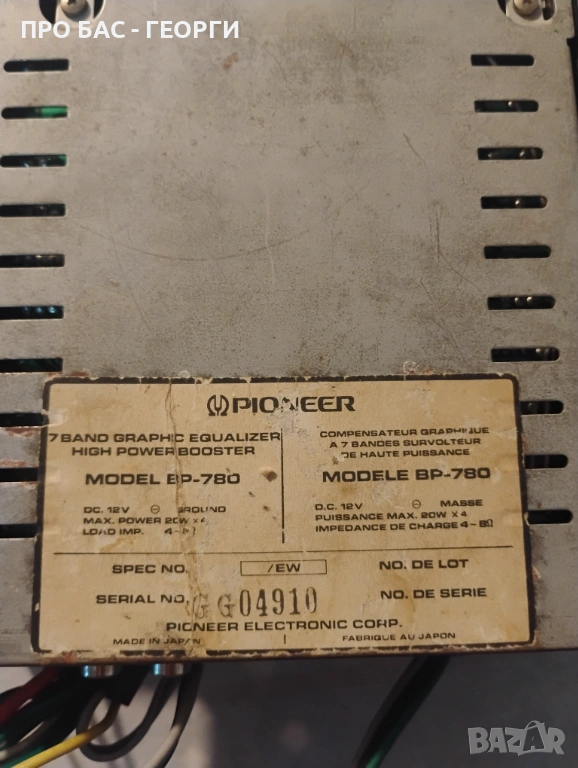 ПРО БАС - ГЕОРГИ
PIONEER
7 BAND GRAPHIC EQUALIZER
HIGH POWER BOOSTER
MODEL BP-780
DC. 12V ⊖ GROUND
MAX. POWER 20W X 4
LOAD IMP. 4~8Ω
COMPENSATEUR GRAPHIQUE
A 7 BANDES SURVOLTEUR
DE HAUTE PUISSANCE
MODELE BP-780
D.C. 12V ⊖ MASSE
PUISSANCE MAX. 20W X 4
IMPEDANCE DE CHARGE 4~8Ω
SPEC NO. /EW NO. DE LOT
SERIAL NO. GG04910 NO. DE SERIE
PIONEER ELECTRONIC CORP.
MADE IN JAPAN FABRIQUE AU JAPON
BAZAR